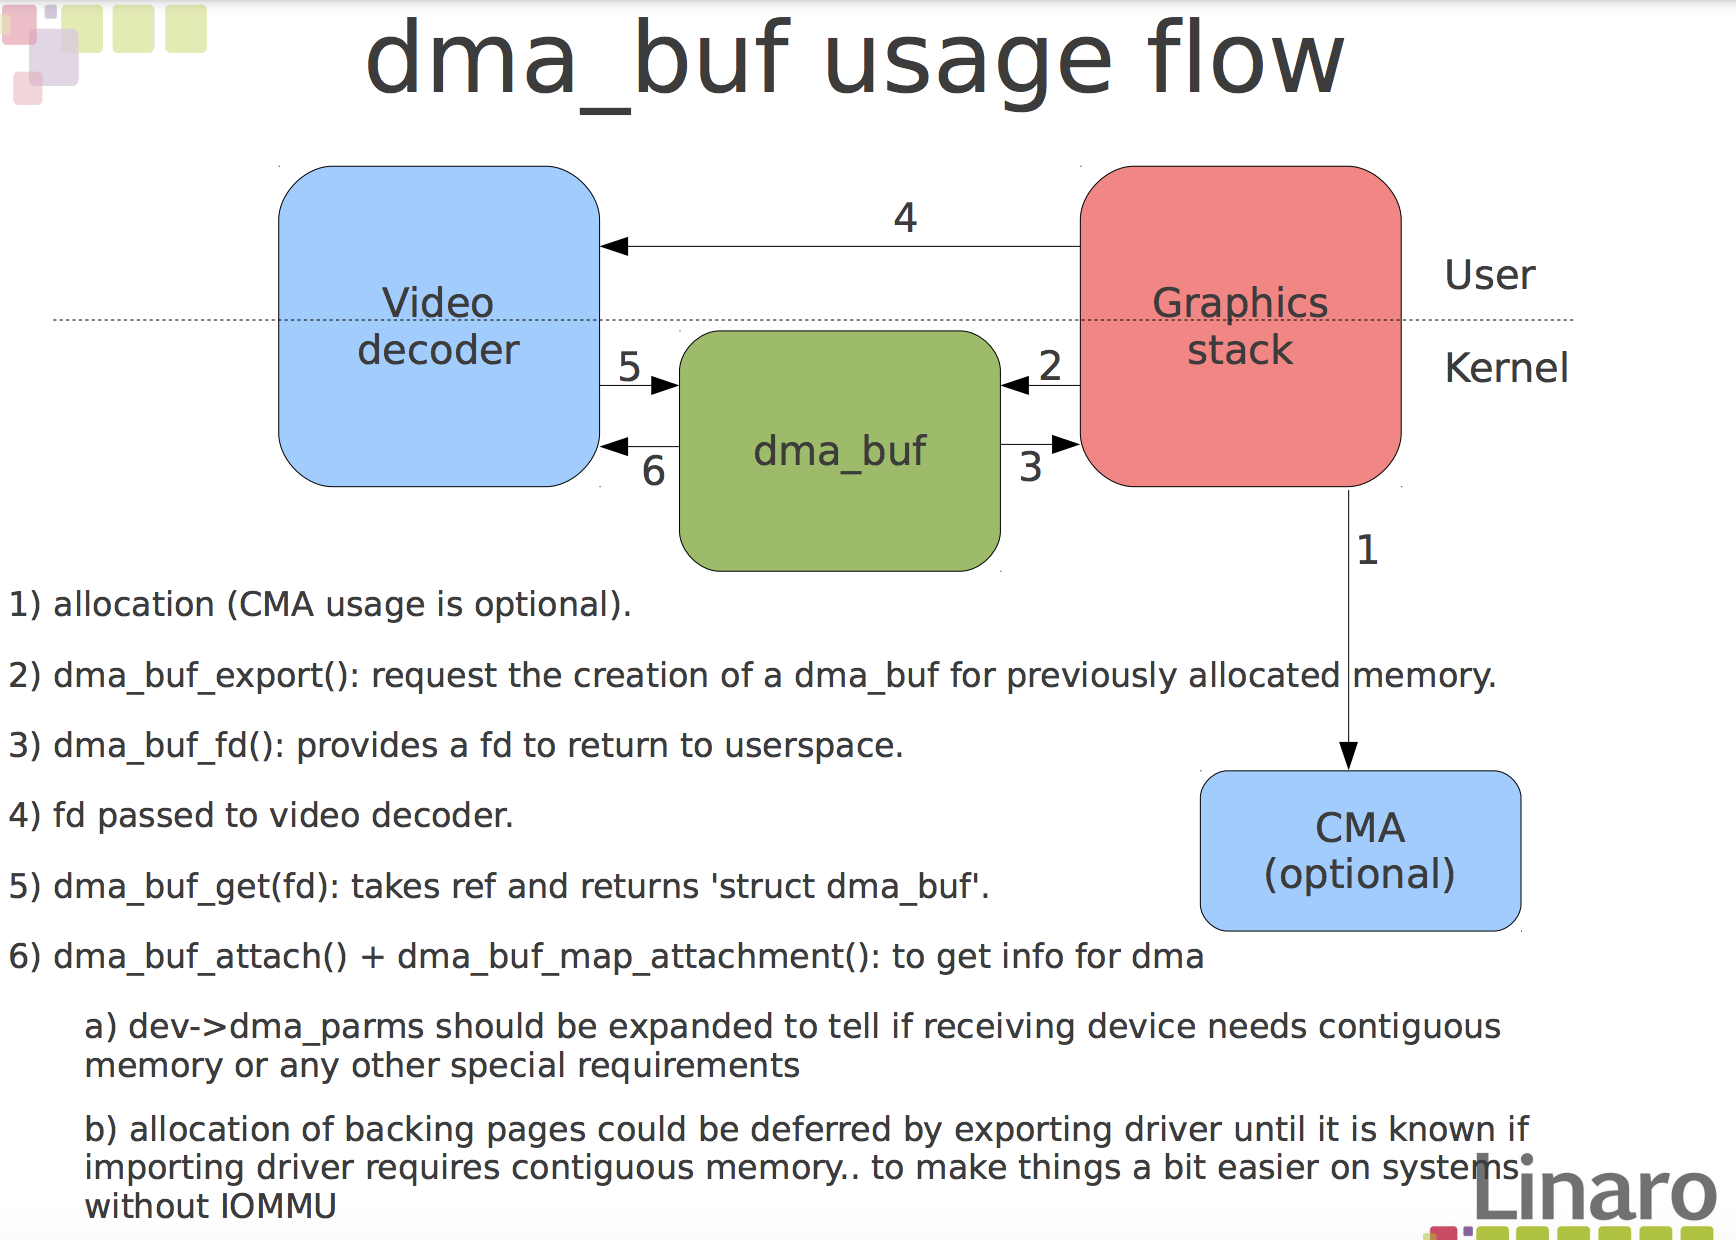 dma_buf usage flow
4
User
Video
decoder
Graphics
stack
Kernel
5
2
dma_buf
6
3
1
1) allocation (CMA usage is optional).
2) dma_buf_export(): request the creation of a dma_buf for previously allocated memory.
3) dma_buf_fd(): provides a fd to return to userspace.
4) fd passed to video decoder.
CMA
(optional)
5) dma_buf_get(fd): takes ref and returns 'struct dma_buf'.
6) dma_buf_attach() + dma_buf_map_attachment(): to get info for dma
a) dev->dma_parms should be expanded to tell if receiving device needs contiguous
memory or any other special requirements
b) allocation of backing pages could be deferred by exporting driver until it is known if
importing driver requires contiguous memory.. to make things a bit easier on systems
without IOMMU
Linaro